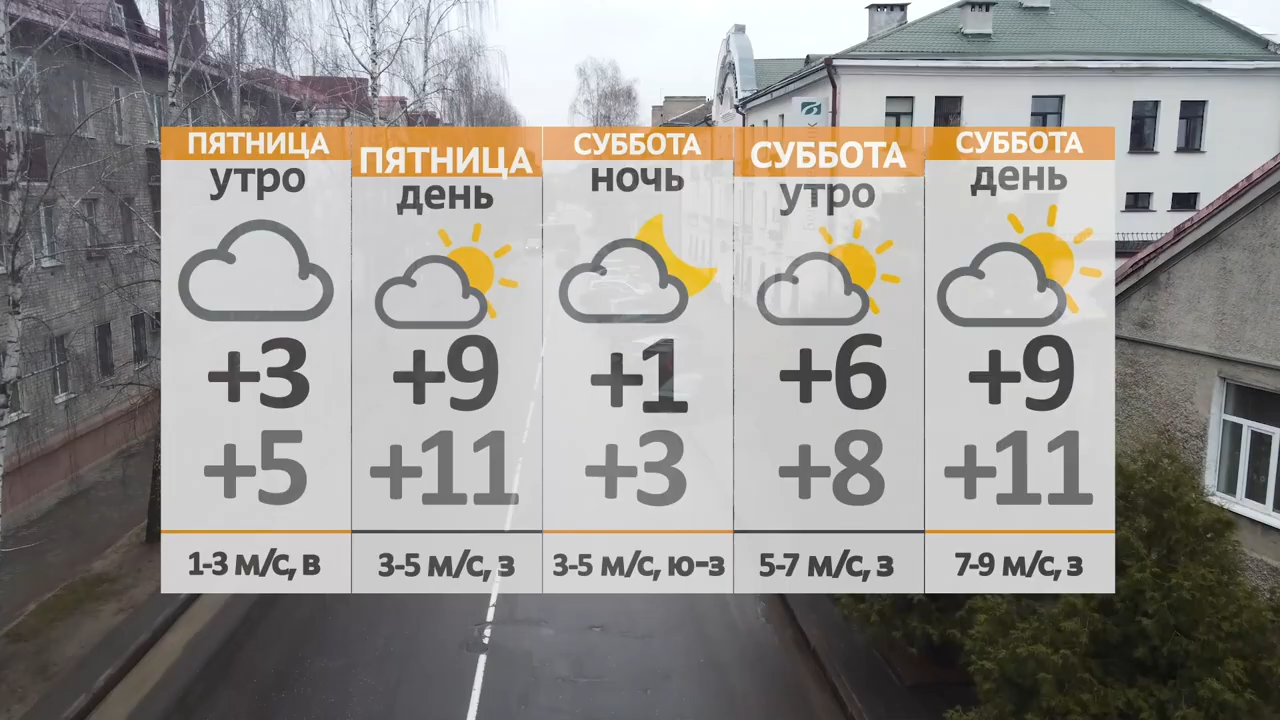 ПЯТНИЦА
утро
+3
+5
1-3 м/с, в
ПЯТНИЦА
день
+9
+11
3-5 м/с, з
СУББОТА
ночь
+1
+3
3-5 м/с, ю-з
СУББОТА
утро
+6
+8
5-7 м/с, з
СУББОТА
день
+9
+11
7-9 м/с, з